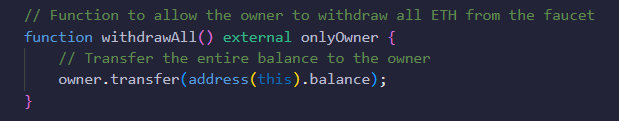 // Function to allow the owner to withdraw all ETH from the faucet
function withdrawAll() external onlyOwner {
    // Transfer the entire balance to the owner
    owner.transfer(address(this).balance);
}